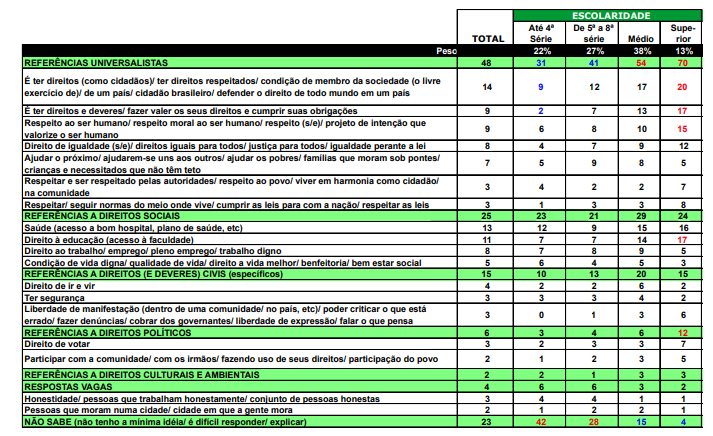 ESCOLARIDADE
TOTAL Até 4ª Série De 5ª a 8ª série Médio Supe-rior
Peso 22% 27% 38% 13%
REFERÊNCIAS UNIVERSALISTAS 48 31 41 54 70
É ter direitos (como cidadãos)/ ter direitos respeitados/ condição de membro da sociedade (o livre
exercício de)/ de um país/ cidadão brasileiro/ defender o direito de todo mundo em um país 14 9 12 17 20
É ter direitos e deveres/ fazer valer os seus direitos e cumprir suas obrigações 9 2 7 13 17
Respeito ao ser humano/ respeito moral ao ser humano/ respeito (s/e)/ projeto de intenção que
valorize o ser humano 9 6 8 10 15
Direito de igualdade (s/e)/ direitos iguais para todos/ justiça para todos/ igualdade perante a lei 8 4 7 9 12
Ajudar o próximo/ ajudarem-se uns aos outros/ ajudar os pobres/ famílias que moram sob pontes/
crianças e necessitados que não têm teto 7 5 9 8 5
Respeitar e ser respeitado pelas autoridades/ respeito ao povo/ viver em harmonia como cidadão/
na comunidade 3 4 2 2 7
Respeitar/ seguir normas do meio onde vive/ cumprir as leis para com a nação/ respeitar as leis 3 1 3 3 8
REFERÊNCIAS A DIREITOS SOCIAIS 25 23 21 29 24
Saúde (acesso a bom hospital, plano de saúde, etc) 13 12 9 15 16
Direito à educação (acesso à faculdade) 11 7 7 14 17
Direito ao trabalho/ emprego/ pleno emprego/ trabalho digno 8 7 8 9 5
Condição de vida digna/ qualidade de vida/ direito a vida melhor/ benfeitoria/ bem estar social 5 6 4 5 3
REFERÊNCIAS A DIREITOS (E DEVERES) CIVIS (específicos) 15 10 13 20 15
Direito de ir e vir 4 2 2 6 2
Ter segurança 3 3 3 4 2
Liberdade de manifestação (dentro de uma comunidade/ no país, etc)/ poder criticar o que está
errado/ fazer denúncias/ cobrar dos governantes/ liberdade de expressão/ falar o que pensa 3 0 1 3 6
REFERÊNCIAS A DIREITOS POLÍTICOS 6 3 4 6 12
Direito de votar 3 2 3 3 7
Participar com a comunidade/ com os irmãos/ fazendo uso de seus direitos/ participação do povo 2 1 2 3 5
REFERÊNCIAS A DIREITOS CULTURAIS E AMBIENTAIS 2 2 1 3 3
RESPOSTAS VAGAS 4 6 6 3 2
Honestidade/ pessoas que trabalham honestamente/ conjunto de pessoas honestas 3 4 4 1 1
Pessoas que moram numa cidade/ cidade em que a gente mora 2 1 2 2 1
NÃO SABE (não tenho a mínima idéia/ é difícil responder/ explicar) 23 42 28 15 4